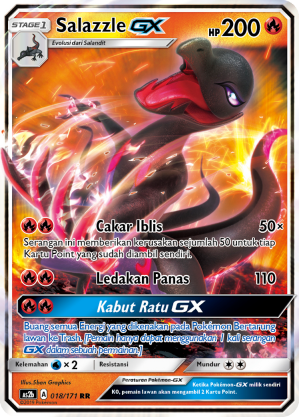 STAGE 1 Salazzle GX HP 200
Evolusi dari Salandit
Cakar Iblis 50×
Serangan ini memberikan kerusakan sejumlah 50 untuk tiap
Kartu Point yang sudah diambil sendiri.
Ledakan Panas 110
Kabut Ratu GX
Buang semua Energi yang dikenakan pada Pokémon Bertarung
lawan ke Trash. [Pemain hanya dapat menggunakan 1 kali serangan
GX dalam sebuah permainan.]
Kelemahan × 2 Resistansi Mundur
Illus. 5ban Graphics
Peraturan Pokémon-GX
Ketika Pokémon-GX milik sendiri
KO, pemain lawan akan mengambil 2 Kartu Point.
AS2b A 018/171 RR